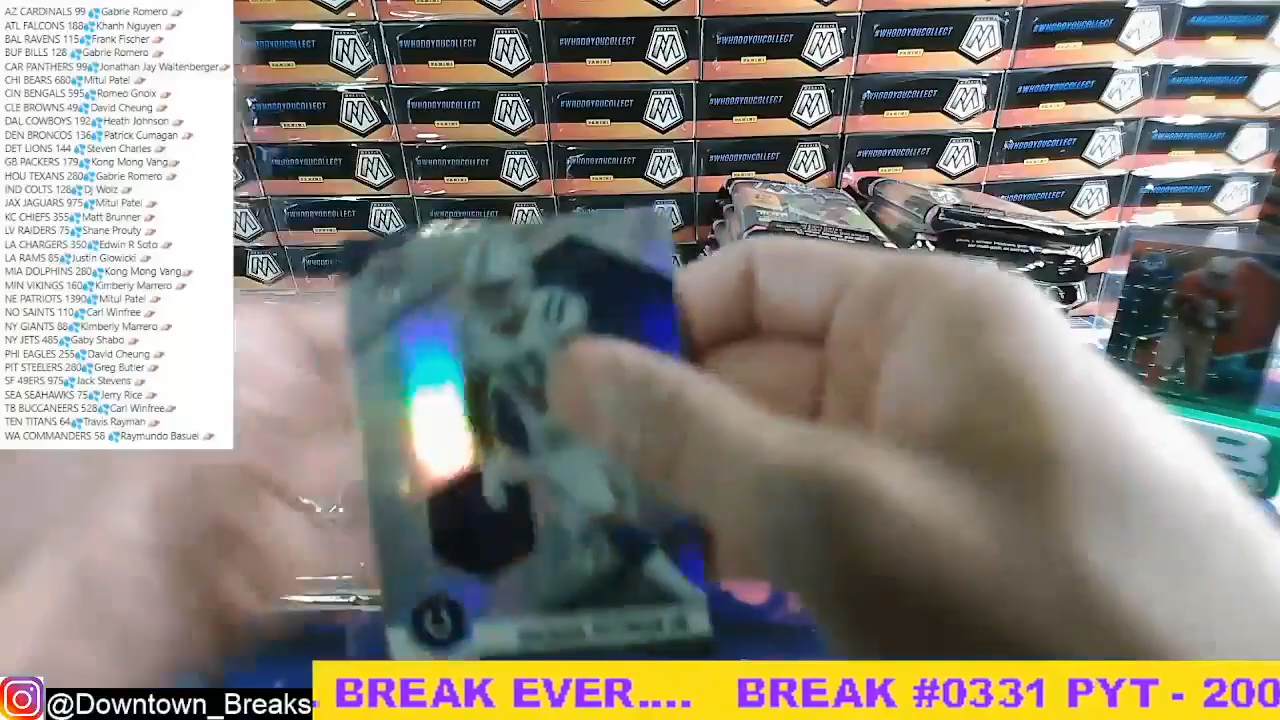 AZ CARDINALS 99 Gabrie Romero
ATL FALCONS 188 Khanh Nguyen
BAL RAVENS 115 Frank Fischer
BUF BILLS 128 Gabrie Romero
CAR PANTHERS 99 Jonathan Jay Waltenberger
CHI BEARS 680 Mitul Patel
CIN BENGALS 595 Romeo Gnoix
CLE BROWNS 49 David Cheung
DAL COWBOYS 192 Heath Johnson
DEN BRONCOS 136 Patrick Cumagan
DET LIONS 144 Steven Charles
GB PACKERS 179 Kong Mong Vang
HOU TEXANS 280 Gabrie Romero
IND COLTS 128 DJ Wolz
JAX JAGUARS 975 Mitul Patel
KC CHIEFS 355 Matt Brunner
LV RAIDERS 75 Shane Prouty
LA CHARGERS 350 Edwin R Soto
LA RAMS 85 Justin Glowicki
MIA DOLPHINS 280 Kong Mong Vang
MIN VIKINGS 160 Kimberly Marrero
NE PATRIOTS 1390 Mitul Patel
NO SAINTS 110 Carl Winfree
NY GIANTS 88 Kimberly Marrero
NY JETS 485 Gaby Shabo
PHI EAGLES 255 David Cheung
PIT STEELERS 280 Greg Butler
SF 49ERS 975 Jack Stevens
SEA SEAHAWKS 75 Jerry Rice
TB BUCCANEERS 528 Carl Winfree
TEN TITANS 64 Travis Rayman
WA COMMANDERS 58 Raymundo Basuel
#WHODOYOUCOLLECT
PANINI
BREAK EVER.... BREAK #0331 PYT - 200
@Downtown_Breaks